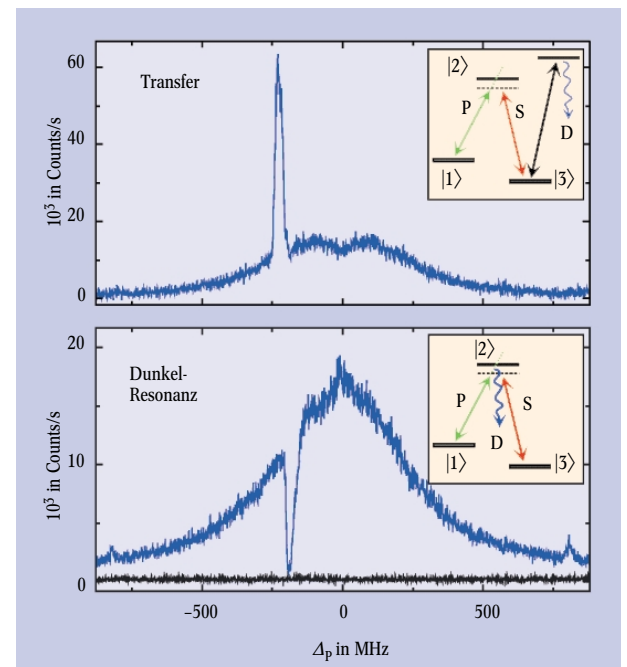 60
40
20
0
10³ in Counts/s
Transfer
|2⟩
P
S
D
|1⟩
|3⟩
20
10
0
10³ in Counts/s
Dunkel-
Resonanz
|2⟩
P
S
D
|1⟩
|3⟩
−500
0
500
Δ_P in MHz